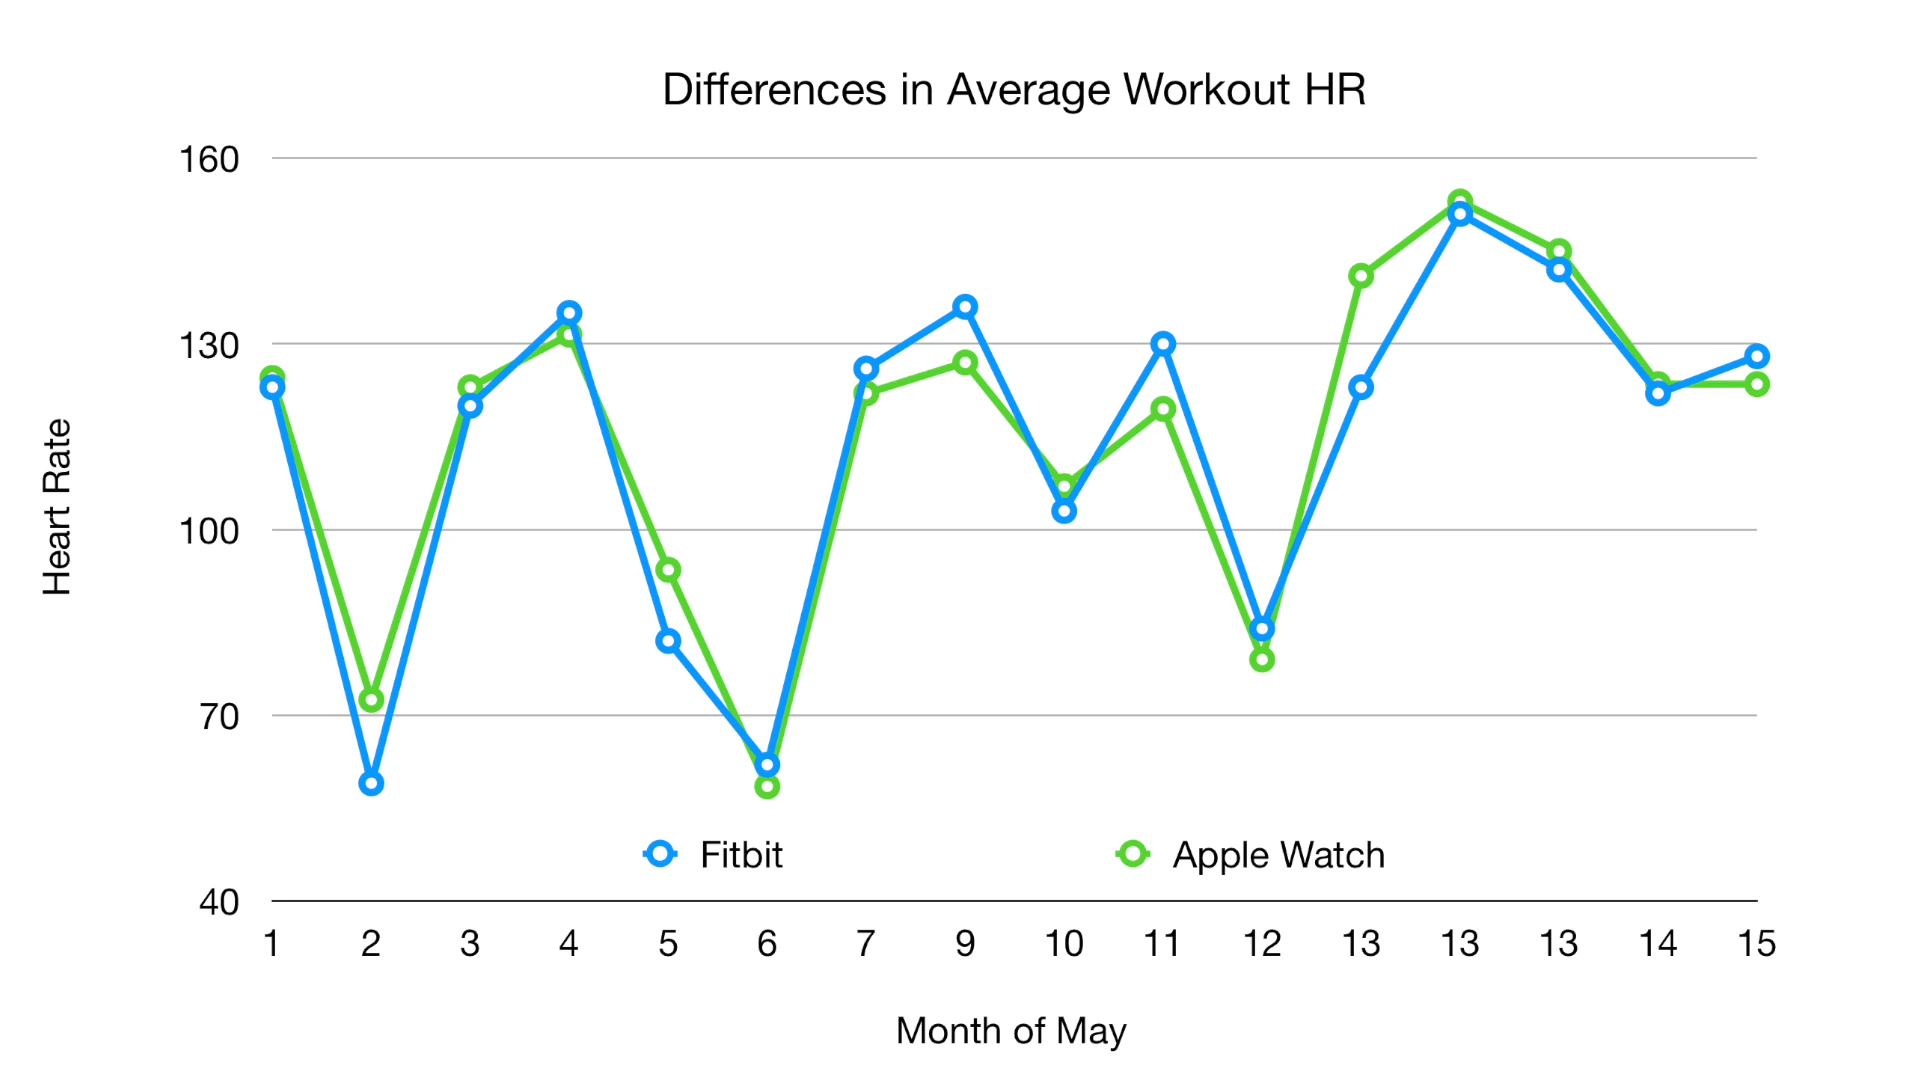 Differences in Average Workout HR
160
130
100
70
40
Heart Rate
Fitbit Apple Watch
1 2 3 4 5 6 7 9 10 11 12 13 13 13 14 15
Month of May